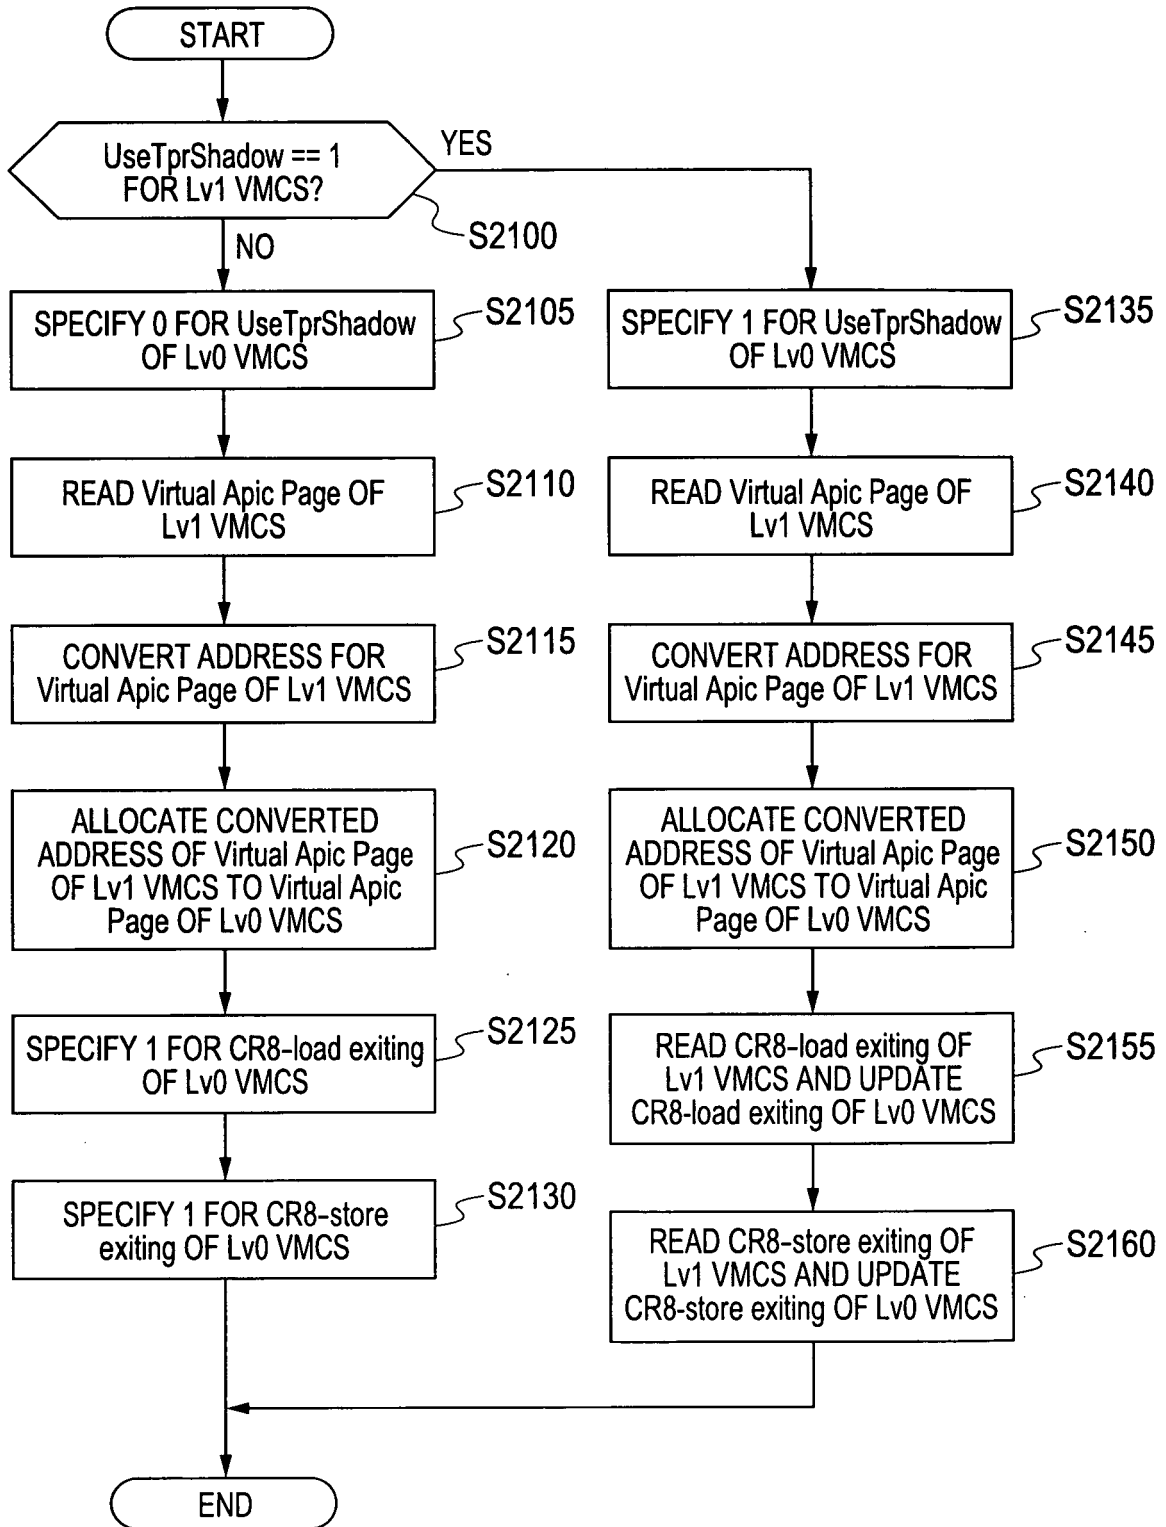 START
UseTprShadow == 1
FOR Lv1 VMCS?
YES
S2100
NO
SPECIFY 0 FOR UseTprShadow
OF Lv0 VMCS
S2105
READ Virtual Apic Page OF
Lv1 VMCS
S2110
CONVERT ADDRESS FOR
Virtual Apic Page OF Lv1 VMCS
S2115
ALLOCATE CONVERTED
ADDRESS OF Virtual Apic Page
OF Lv1 VMCS TO Virtual Apic
Page OF Lv0 VMCS
S2120
SPECIFY 1 FOR CR8-load exiting
OF Lv0 VMCS
S2125
SPECIFY 1 FOR CR8-store
exiting OF Lv0 VMCS
S2130
SPECIFY 1 FOR UseTprShadow
OF Lv0 VMCS
S2135
READ Virtual Apic Page OF
Lv1 VMCS
S2140
CONVERT ADDRESS FOR
Virtual Apic Page OF Lv1 VMCS
S2145
ALLOCATE CONVERTED
ADDRESS OF Virtual Apic Page
OF Lv1 VMCS TO Virtual Apic
Page OF Lv0 VMCS
S2150
READ CR8-load exiting OF
Lv1 VMCS AND UPDATE
CR8-load exiting OF Lv0 VMCS
S2155
READ CR8-store exiting OF
Lv1 VMCS AND UPDATE
CR8-store exiting OF Lv0 VMCS
S2160
END